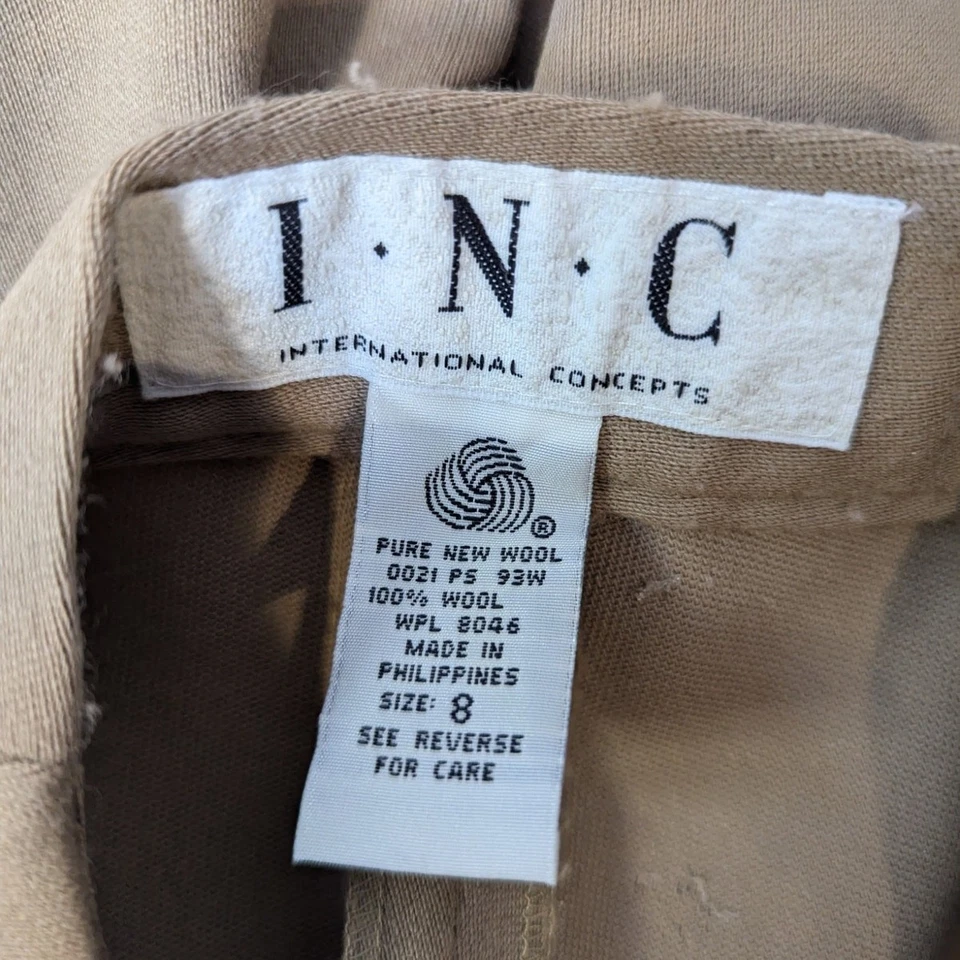 I·N·C
INTERNATIONAL CONCEPTS
®
PURE NEW WOOL
0021 PS 93W
100% WOOL
WPL 8046
MADE IN
PHILIPPINES
SIZE: 8
SEE REVERSE
FOR CARE